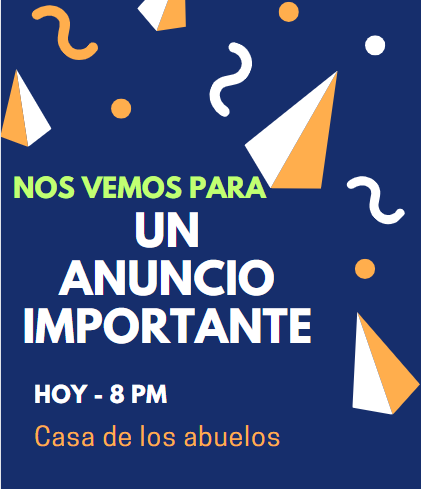 NOS VEMOS PARA
UN
ANUNCIO
IMPORTANTE
HOY - 8 PM
Casa de los abuelos